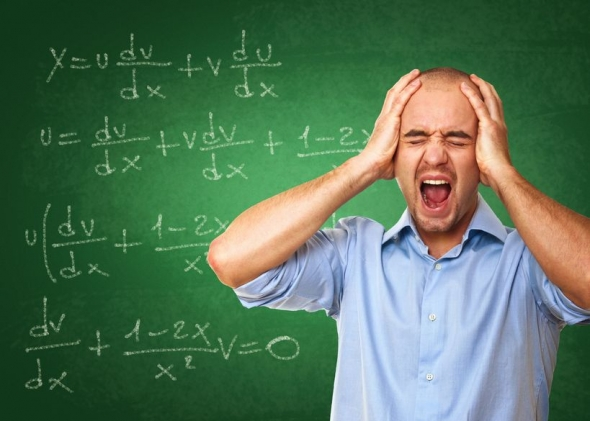 Y = u dv/dx + v du/dx
u = dv/dx + v dv/dx + 1-2x
u( dv/dx + 1-2x/x
dv/dx + 1-2x/x² v = 0